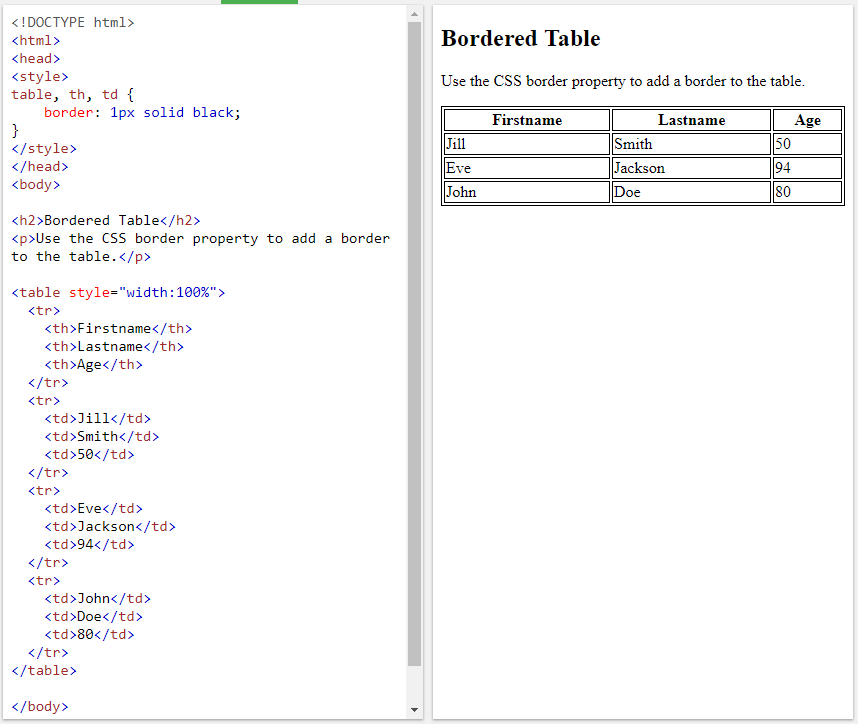 <!DOCTYPE html>
<html>
<head>
<style>
table, th, td {
    border: 1px solid black;
}
</style>
</head>
<body>

<h2>Bordered Table</h2>
<p>Use the CSS border property to add a border
to the table.</p>

<table style="width:100%">
  <tr>
    <th>Firstname</th>
    <th>Lastname</th>
    <th>Age</th>
  </tr>
  <tr>
    <td>Jill</td>
    <td>Smith</td>
    <td>50</td>
  </tr>
  <tr>
    <td>Eve</td>
    <td>Jackson</td>
    <td>94</td>
  </tr>
  <tr>
    <td>John</td>
    <td>Doe</td>
    <td>80</td>
  </tr>
</table>

</body>
Bordered Table
Use the CSS border property to add a border to the table.
Firstname Lastname Age
Jill Smith 50
Eve Jackson 94
John Doe 80